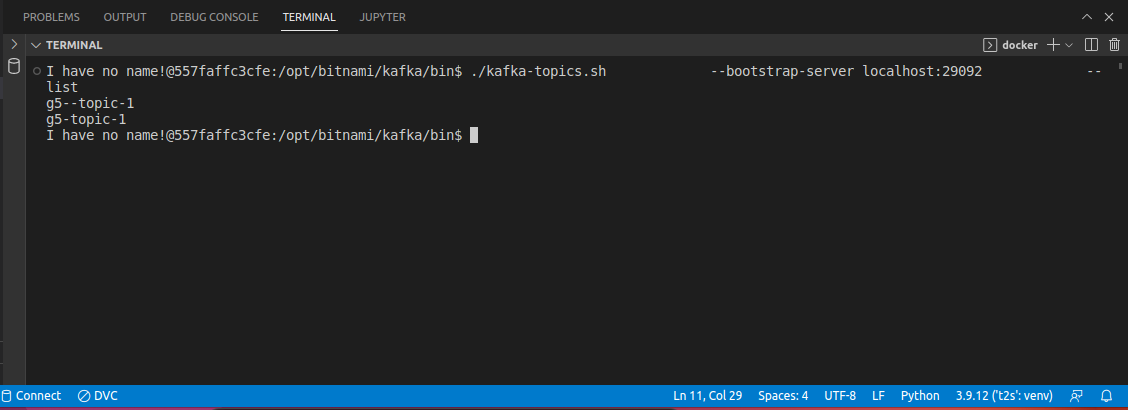 PROBLEMS OUTPUT DEBUG CONSOLE TERMINAL JUPYTER
TERMINAL docker
I have no name!@557faffc3cfe:/opt/bitnami/kafka/bin$ ./kafka-topics.sh --bootstrap-server localhost:29092 --
list
g5--topic-1
g5-topic-1
I have no name!@557faffc3cfe:/opt/bitnami/kafka/bin$
Connect DVC Ln 11, Col 29 Spaces: 4 UTF-8 LF Python 3.9.12 ('t2s': venv)